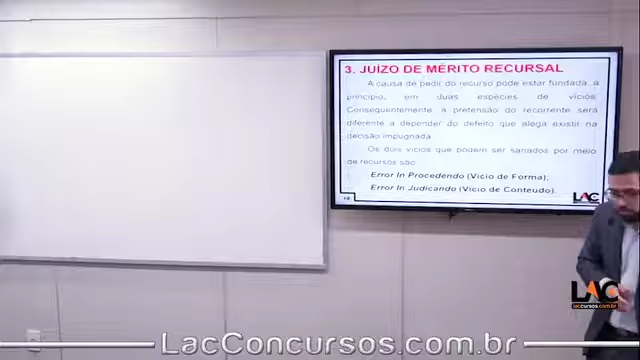 3. JUÍZO DE MÉRITO RECURSAL
A causa de pedir do recurso pode estar fundada, a
princípio, em duas espécies de vícios.
Consequentemente a pretensão do recorrente será
diferente a depender do defeito que alega existir na
decisão impugnada.
Os dois vícios que podem ser sanados por meio
de recursos são
Error In Procedendo (Vício de Forma);
Error In Judicando (Vício de Conteúdo).
LAC
LAC
laccursos.com.br
LacConcursos.com.br